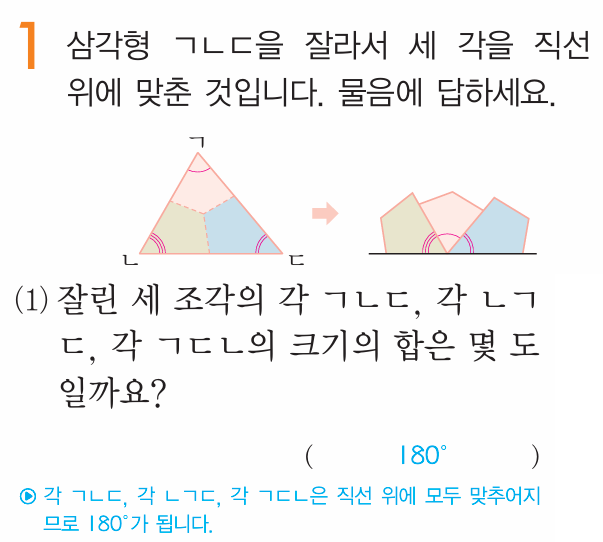 1 삼각형 ㄱㄴㄷ을 잘라서 세 각을 직선
위에 맞춘 것입니다. 물음에 답하세요.
ㄱ
ㄴ ㄷ
(1) 잘린 세 조각의 각 ㄱㄴㄷ, 각 ㄴㄱ
ㄷ, 각 ㄱㄷㄴ의 크기의 합은 몇 도
일까요?
( 180° )
각 ㄱㄴㄷ, 각 ㄴㄱㄷ, 각 ㄱㄷㄴ은 직선 위에 모두 맞추어지
므로 180°가 됩니다.